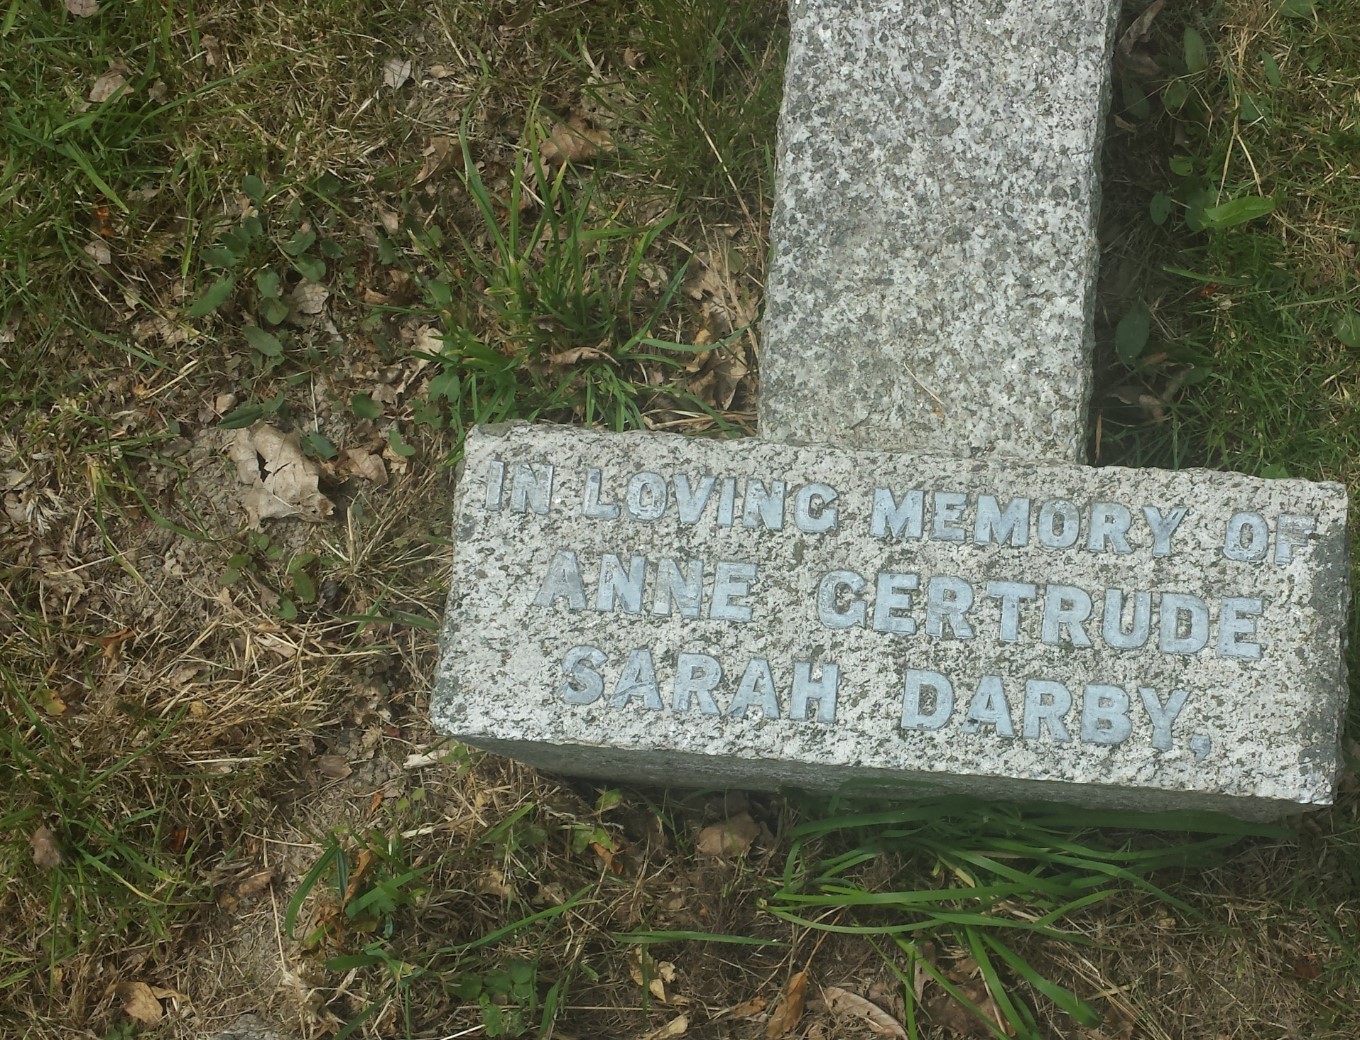 IN LOVING MEMORY OF
ANNE GERTRUDE
SARAH DARBY,